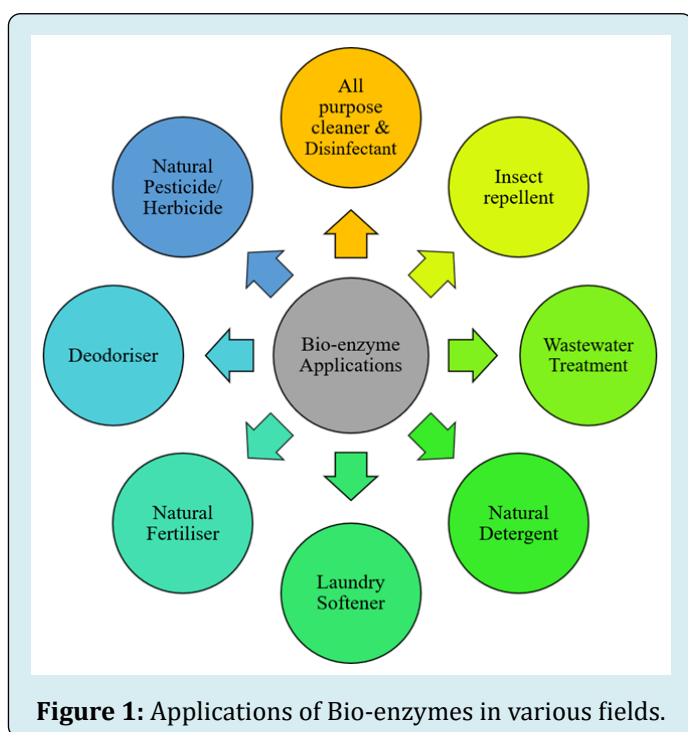 All
purpose
cleaner &
Disinfectant
Natural
Pesticide/
Herbicide
Insect
repellent
Deodoriser
Bio-enzyme
Applications
Wastewater
Treatment
Natural
Fertiliser
Natural
Detergent
Laundry
Softener
Figure 1: Applications of Bio-enzymes in various fields.